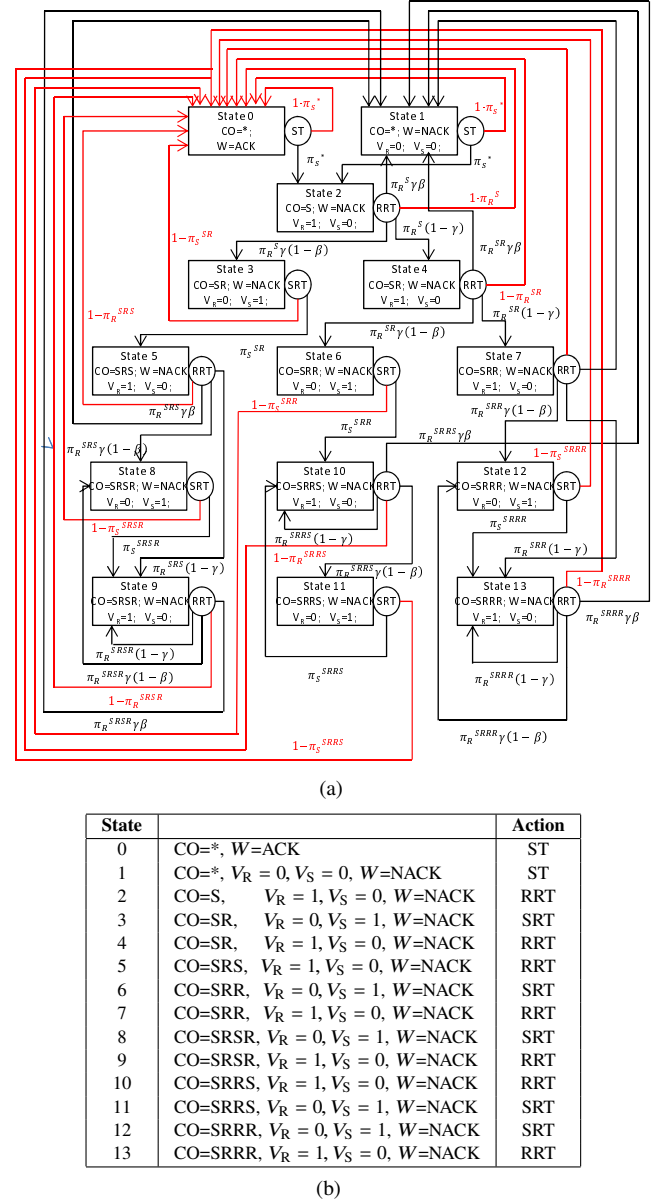 1-π_S^*
1-π_S^*
State 0
CO=*;
W=ACK
ST
State 1
CO=*; W=NACK
V_R=0; V_S=0;
ST
π_S^*
π_S^*
State 2
CO=S; W=NACK
V_R=1; V_S=0;
RRT
π_R^Sγβ
1-π_R^S
1-π_S^SR
π_R^Sγ(1-β)
π_R^S(1-γ)
π_R^SRγβ
State 3
CO=SR; W=NACK
V_R=0; V_S=1;
SRT
State 4
CO=SR; W=NACK
V_R=1; V_S=0
RRT
1-π_R^SR
1-π_R^SRS
π_R^SR(1-γ)
π_R^SRγ(1-β)
π_S^SR
State 5
CO=SRS; W=NACK
V_R=1; V_S=0;
RRT
State 6
CO=SRR; W=NACK
V_R=0; V_S=1;
SRT
State 7
CO=SRR; W=NACK
V_R=1; V_S=0;
RRT
π_R^SRSγβ
1-π_S^SRR
π_R^SRRγ(1-β)
π_S^SRR
π_R^SRRSγβ
π_R^SRSγ(1-β)
1-π_S^SRRR
State 8
CO=SRSR; W=NACK
V_R=0; V_S=1;
SRT
State 10
CO=SRRS; W=NACK
V_R=1; V_S=0;
RRT
State 12
CO=SRRR; W=NACK
V_R=0; V_S=1;
SRT
1-π_S^SRSR
π_S^SRRR
π_S^SRSR
π_R^SRRS(1-γ)
π_R^SRR(1-γ)
1-π_R^SRRS
π_R^SRS(1-γ)
π_R^SRRSγ(1-β)
1-π_R^SRRR
State 9
CO=SRSR; W=NACK
V_R=1; V_S=0;
RRT
State 11
CO=SRRS; W=NACK
V_R=0; V_S=1;
SRT
State 13
CO=SRRR; W=NACK
V_R=1; V_S=0;
RRT
π_R^SRRRγβ
π_R^SRSR(1-γ)
π_S^SRRS
π_R^SRRR(1-γ)
π_R^SRSRγ(1-β)
1-π_R^SRSR
π_R^SRSRγβ
π_R^SRRRγ(1-β)
1-π_S^SRRS
(a)
State Action
0 CO=*, W=ACK ST
1 CO=*, V_R = 0, V_S = 0, W=NACK ST
2 CO=S, V_R = 1, V_S = 0, W=NACK RRT
3 CO=SR, V_R = 0, V_S = 1, W=NACK SRT
4 CO=SR, V_R = 1, V_S = 0, W=NACK RRT
5 CO=SRS, V_R = 1, V_S = 0, W=NACK RRT
6 CO=SRR, V_R = 0, V_S = 1, W=NACK SRT
7 CO=SRR, V_R = 1, V_S = 0, W=NACK RRT
8 CO=SRSR, V_R = 0, V_S = 1, W=NACK SRT
9 CO=SRSR, V_R = 1, V_S = 0, W=NACK RRT
10 CO=SRRS, V_R = 1, V_S = 0, W=NACK RRT
11 CO=SRRS, V_R = 0, V_S = 1, W=NACK SRT
12 CO=SRRR, V_R = 0, V_S = 1, W=NACK SRT
13 CO=SRRR, V_R = 1, V_S = 0, W=NACK RRT
(b)